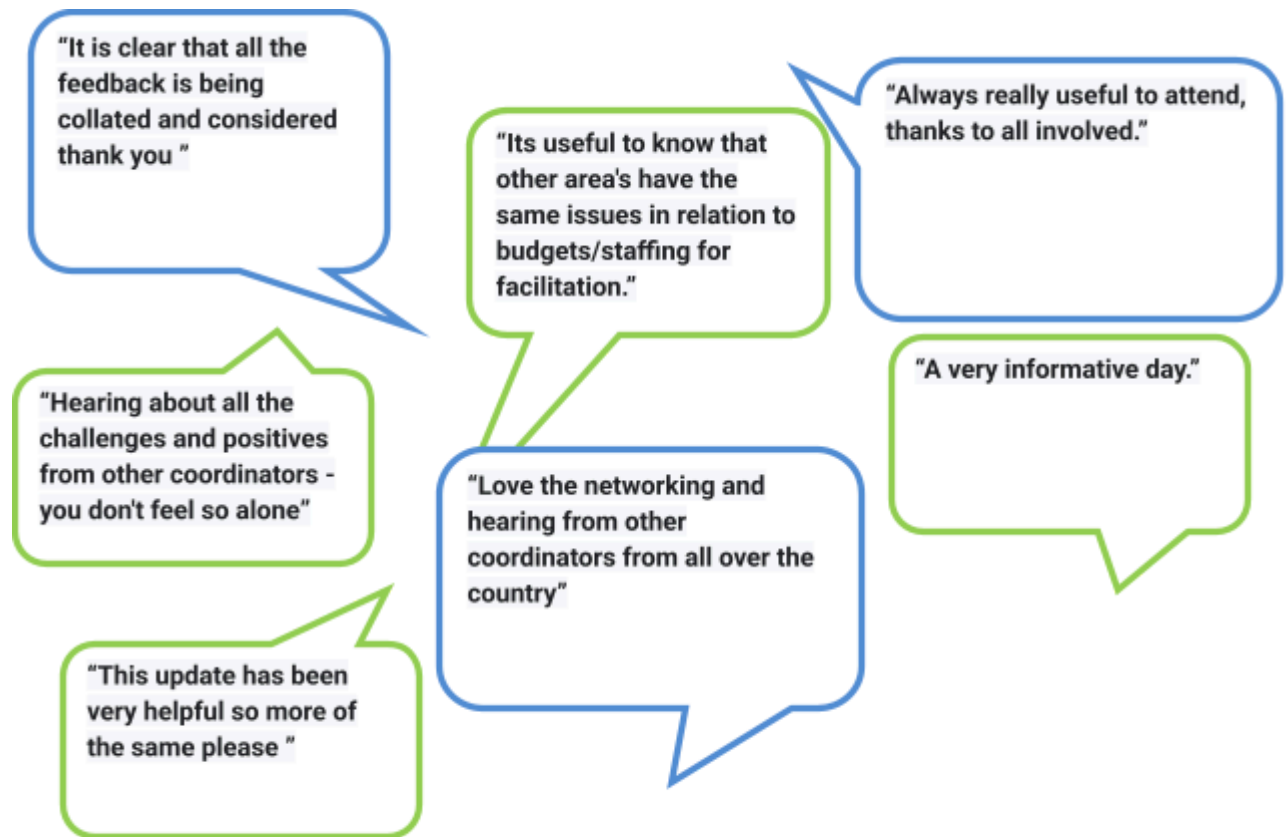 “It is clear that all the
feedback is being
collated and considered
thank you ”
“Its useful to know that
other area's have the
same issues in relation to
budgets/staffing for
facilitation.”
“Always really useful to attend,
thanks to all involved.”
“Hearing about all the
challenges and positives
from other coordinators -
you don't feel so alone”
“Love the networking and
hearing from other
coordinators from all over the
country”
“A very informative day.”
“This update has been
very helpful so more of
the same please ”